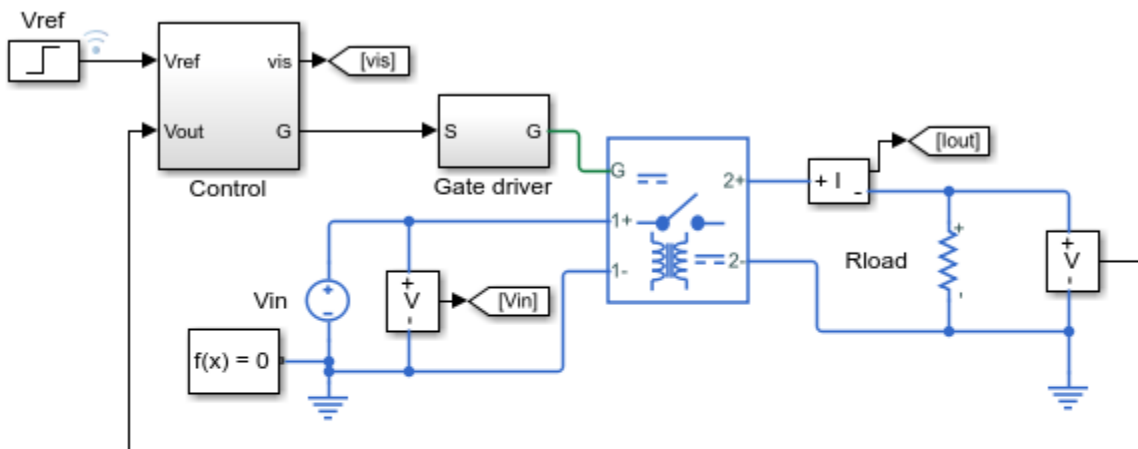 Vref
Vref
vis
[vis]
Vout
G
Control
S
G
Gate driver
G
1+
1-
2+
2-
+ I
-
[Iout]
Vin
+
-
+
V
-
[Vin]
f(x) = 0
Rload
+
-
+
V
-